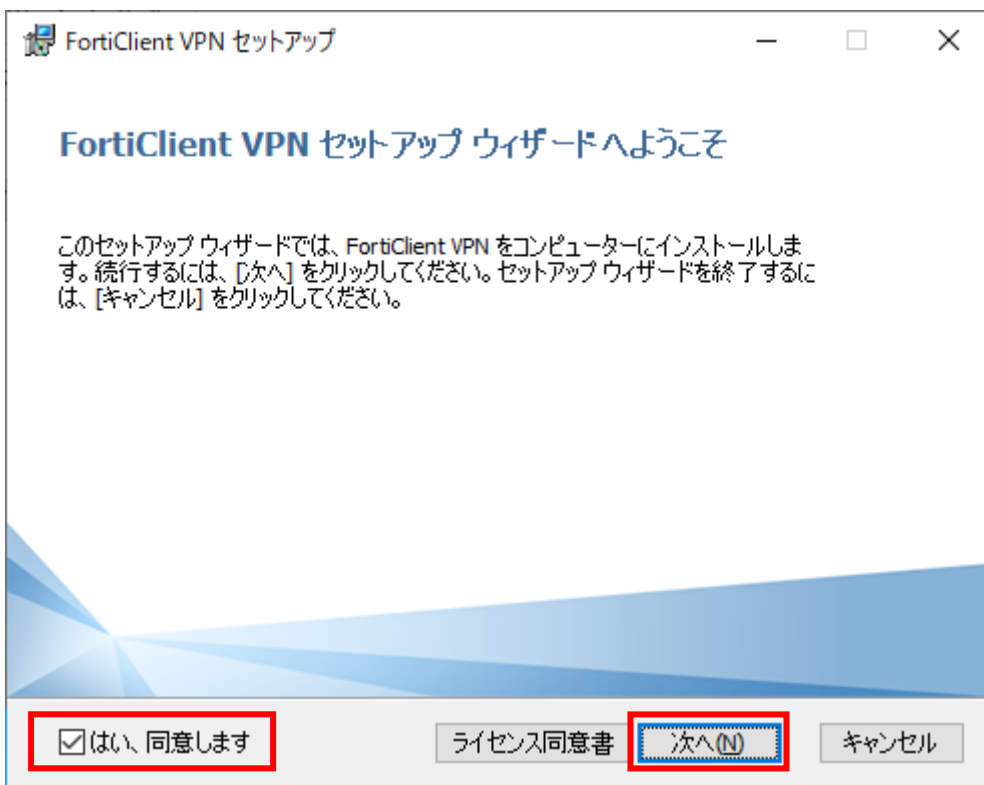 FortiClient VPN セットアップ
FortiClient VPN セットアップ ウィザードへようこそ
このセットアップ ウィザードでは、FortiClient VPN をコンピューターにインストールしま
す。続行するには、[次へ] をクリックしてください。セットアップ ウィザードを終了するに
は、[キャンセル] をクリックしてください。
はい、同意します
ライセンス同意書
次へ(N)
キャンセル